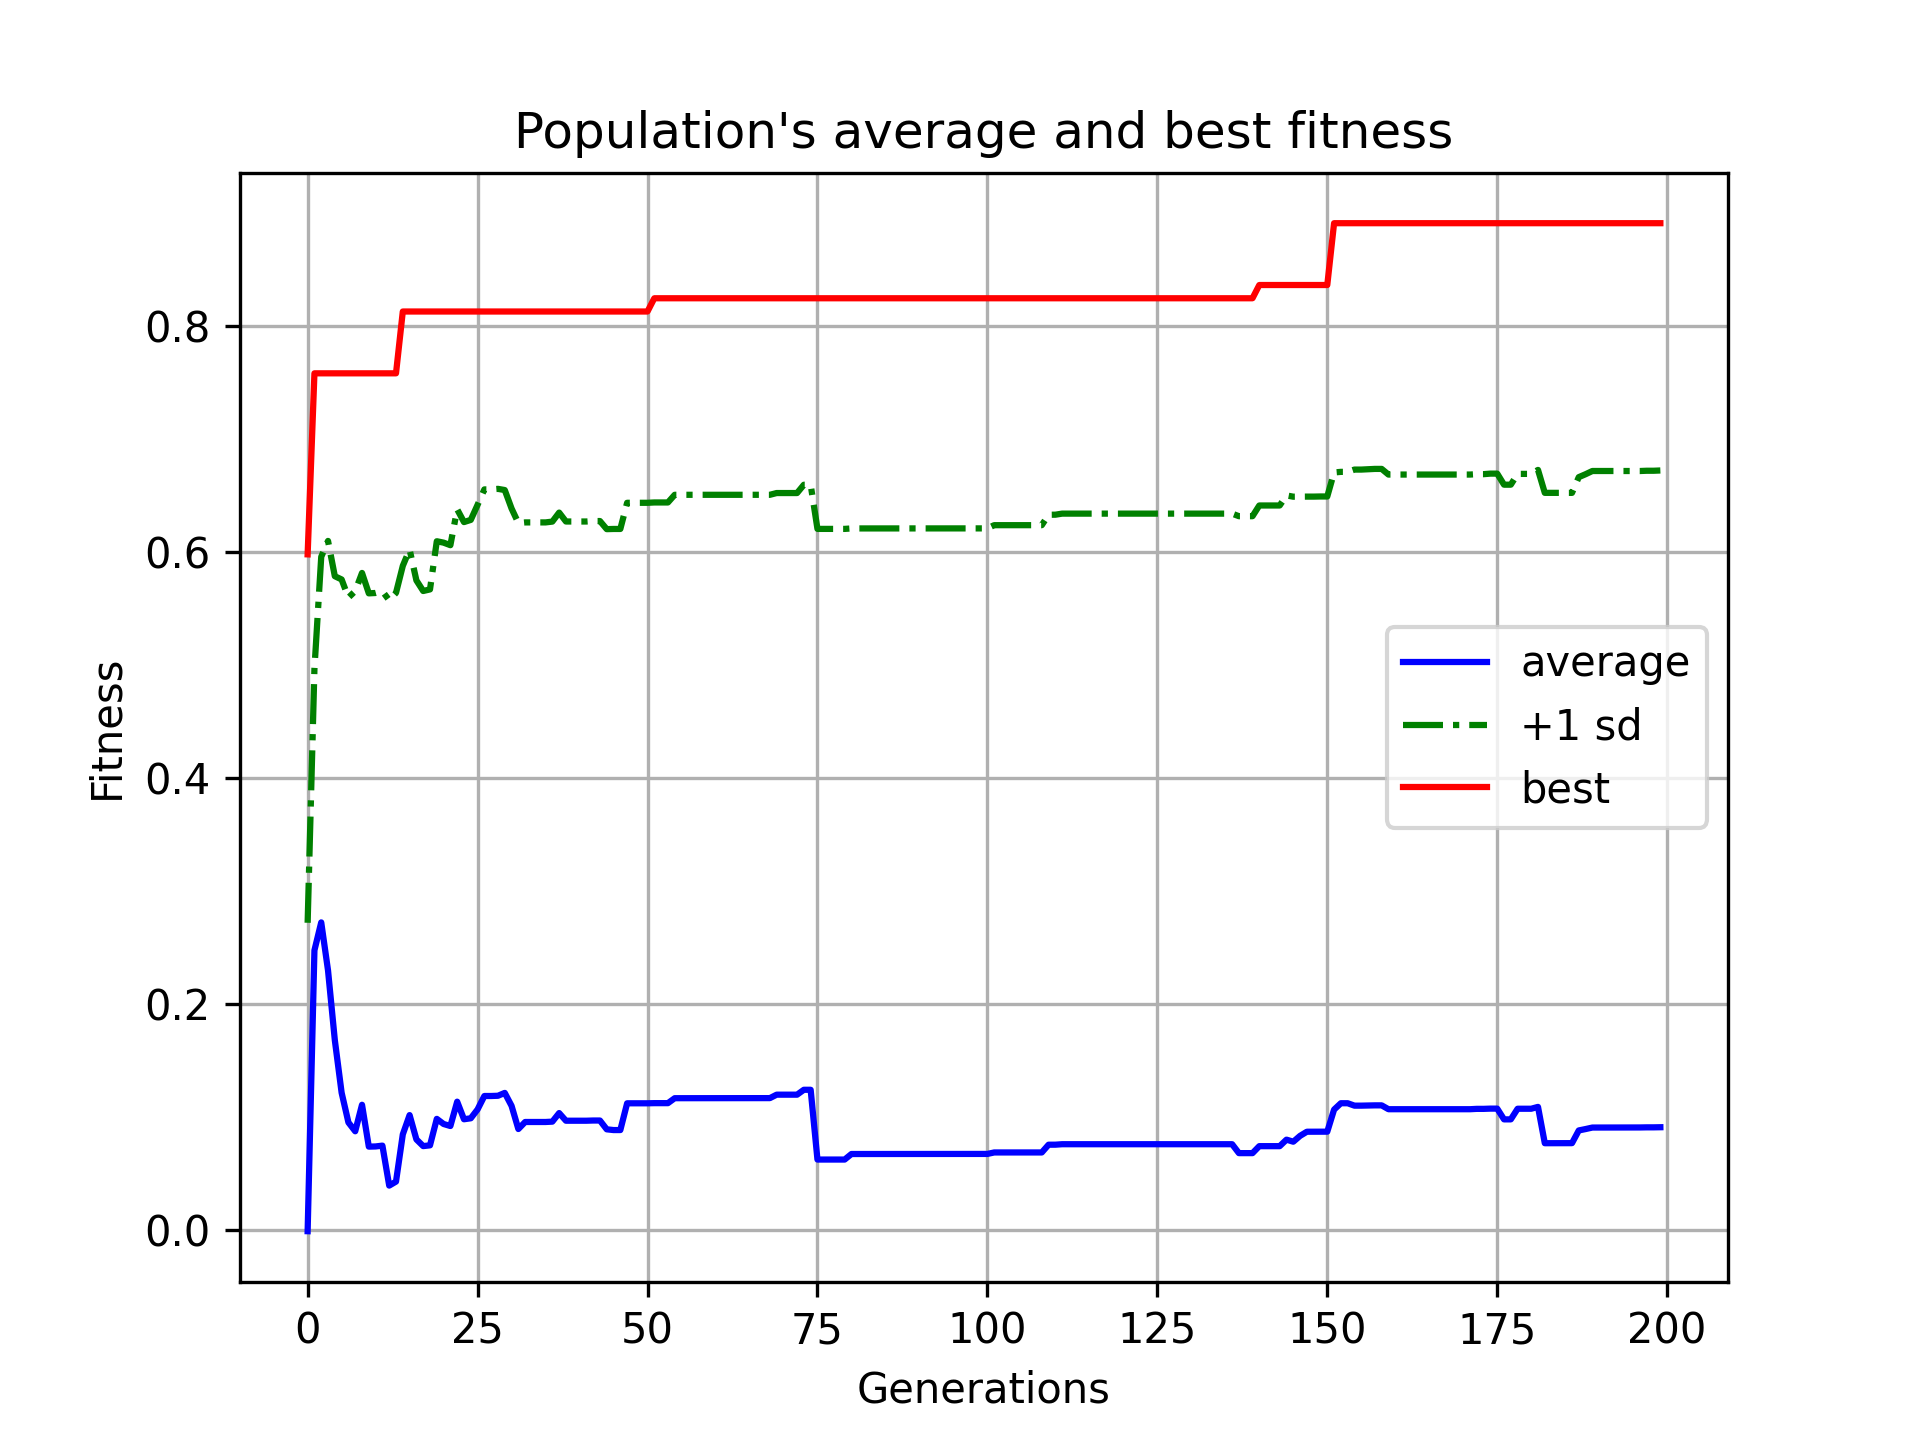 Population's average and best fitness
0.8
0.6
0.4
0.2
0.0
Fitness
average
+1 sd
best
0 25 50 75 100 125 150 175 200
Generations